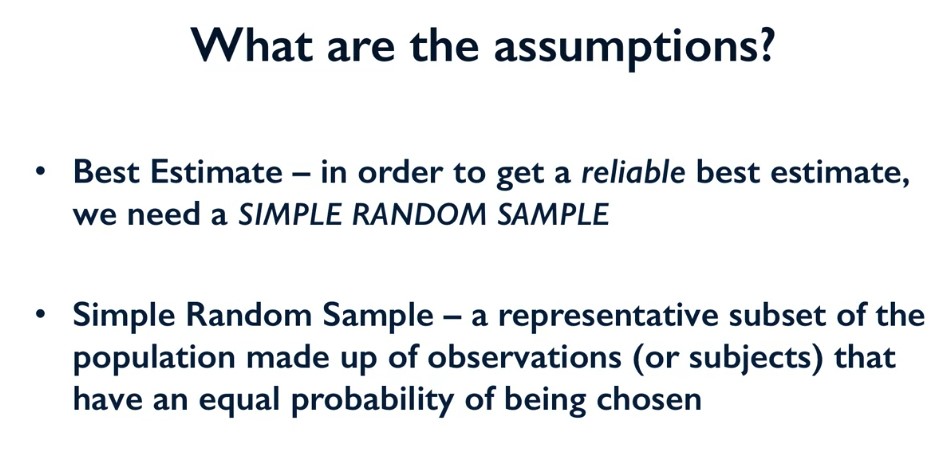 What are the assumptions?
• Best Estimate – in order to get a reliable best estimate,
we need a SIMPLE RANDOM SAMPLE
• Simple Random Sample – a representative subset of the
population made up of observations (or subjects) that
have an equal probability of being chosen